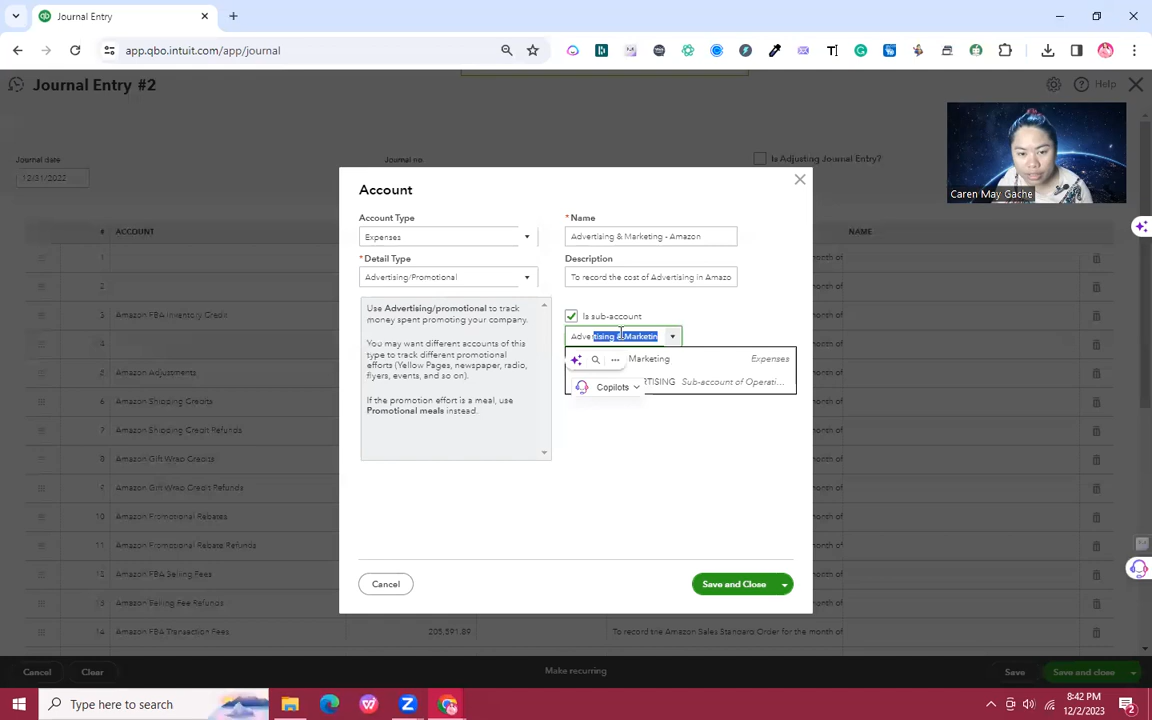 Journal Entry
app.qbo.intuit.com/app/journal
Journal Entry #2
Help
Journal date
Journal no
Is Adjusting Journal Entry?
12/31/2022
Caren May Gache
# ACCOUNT NAME
1
2
3 Amazon FBA Inventory Credit
Amazon Adjustments
Amazon Shipping Credits
Amazon Shipping Credit Refunds
8 Amazon Gift Wrap Credits
9 Amazon Gift Wrap Credit Refunds
10 Amazon Promotional Rebates
11 Amazon Promotional Rebate Refunds
12 Amazon FBA Selling Fees
13 Amazon Selling Fee Refunds
14 Amazon FBA Transaction Fees 205,591.89 To record the Amazon Sales Standard Order for the month of
Account
Account Type
Expenses
* Name
Advertising & Marketing - Amazon
* Detail Type
Advertising/Promotional
Description
To record the cost of Advertising in Amazo
Use Advertising/promotional to track
money spent promoting your company.
You may want different accounts of this
type to track different promotional
efforts (Yellow Pages, newspaper, radio,
flyers, events, and so on).
If the promotion effort is a meal, use
Promotional meals instead.
Is sub-account
Advertising & Marketin
Marketing Expenses
RTISING Sub-account of Operati...
Copilots
Cancel
Save and Close
Cancel
Clear
Make recurring
Save
Save and close
Type here to search
8:42 PM
12/2/2023
2